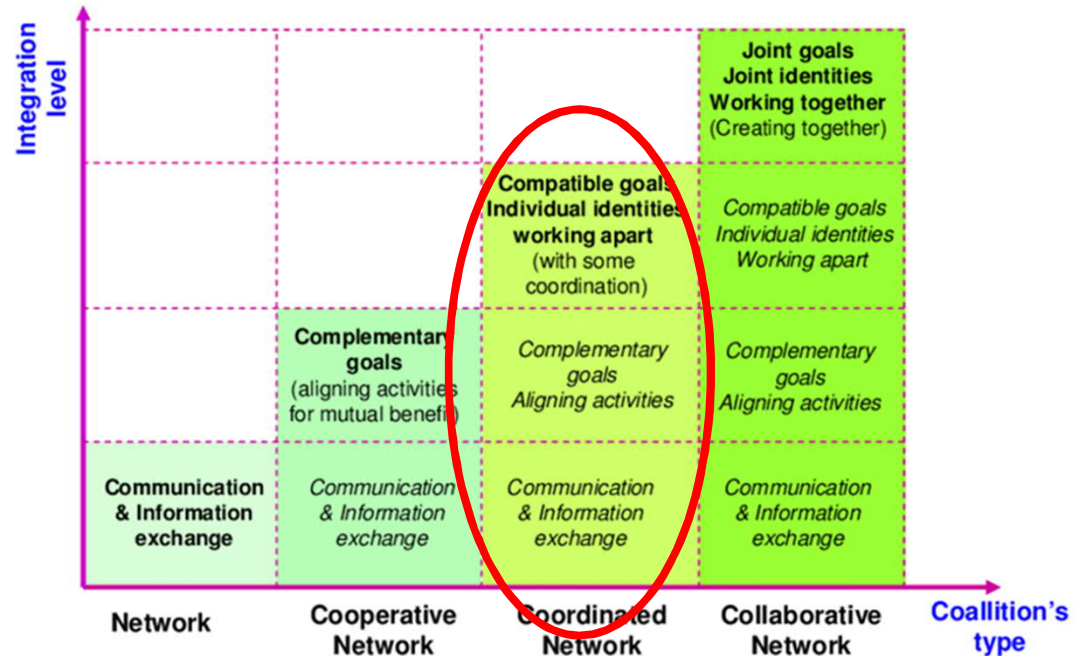 Integration
level
Joint goals
Joint identities
Working together
(Creating together)
Compatible goals
Individual identities
working apart
(with some
coordination)
Compatible goals
Individual identities
Working apart
Complementary
goals
(aligning activities
for mutual benefit)
Complementary
goals
Aligning activities
Complementary
goals
Aligning activities
Communication
& Information
exchange
Communication
& Information
exchange
Communication
& Information
exchange
Communication
& Information
exchange
Network
Cooperative
Network
Coordinated
Network
Collaborative
Network
Coallition's
type